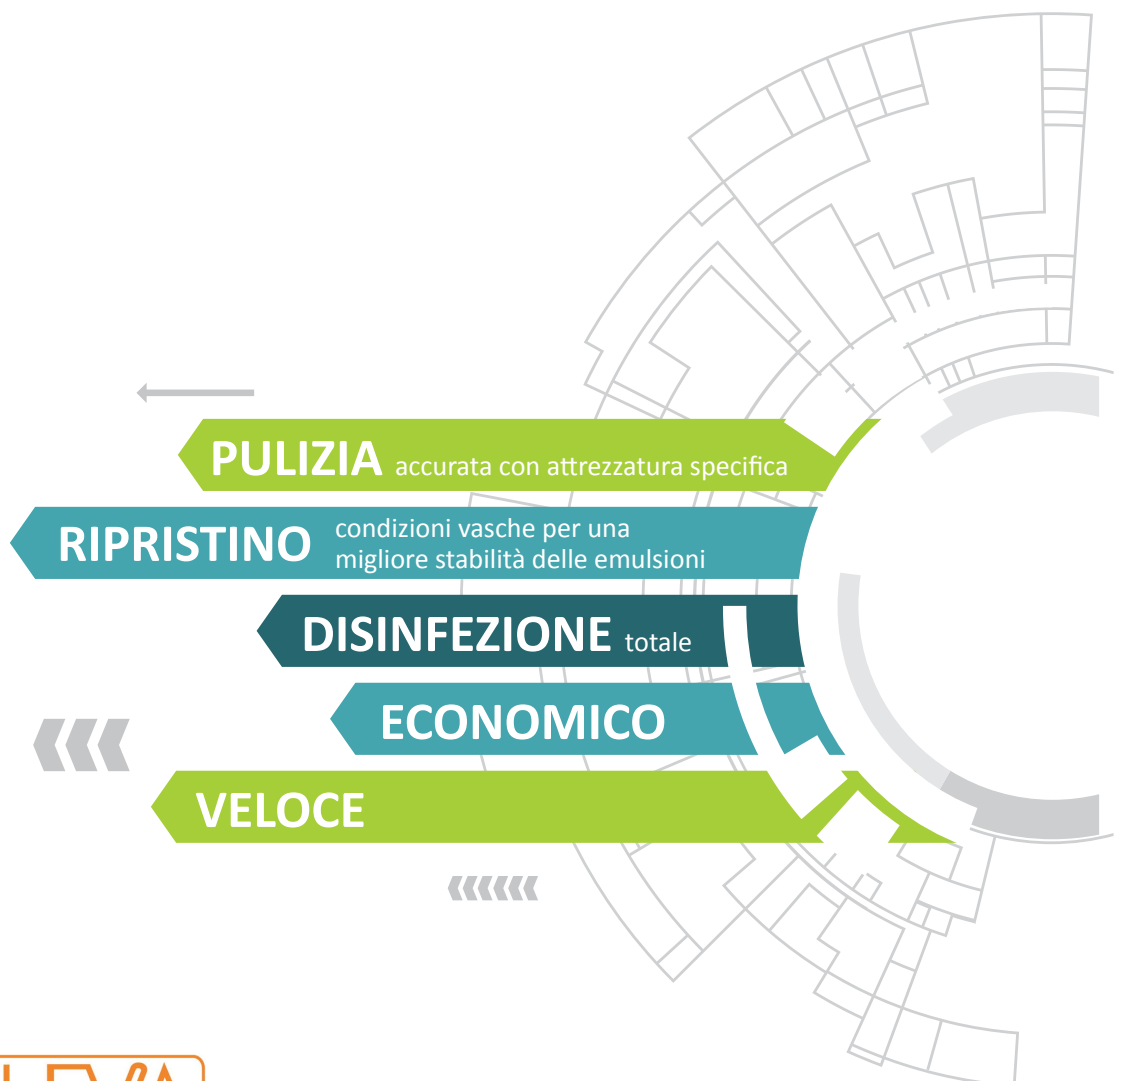 PULIZIA accurata con attrezzatura specifica
RIPRISTINO condizioni vasche per una
migliore stabilità delle emulsioni
DISINFEZIONE totale
ECONOMICO
VELOCE